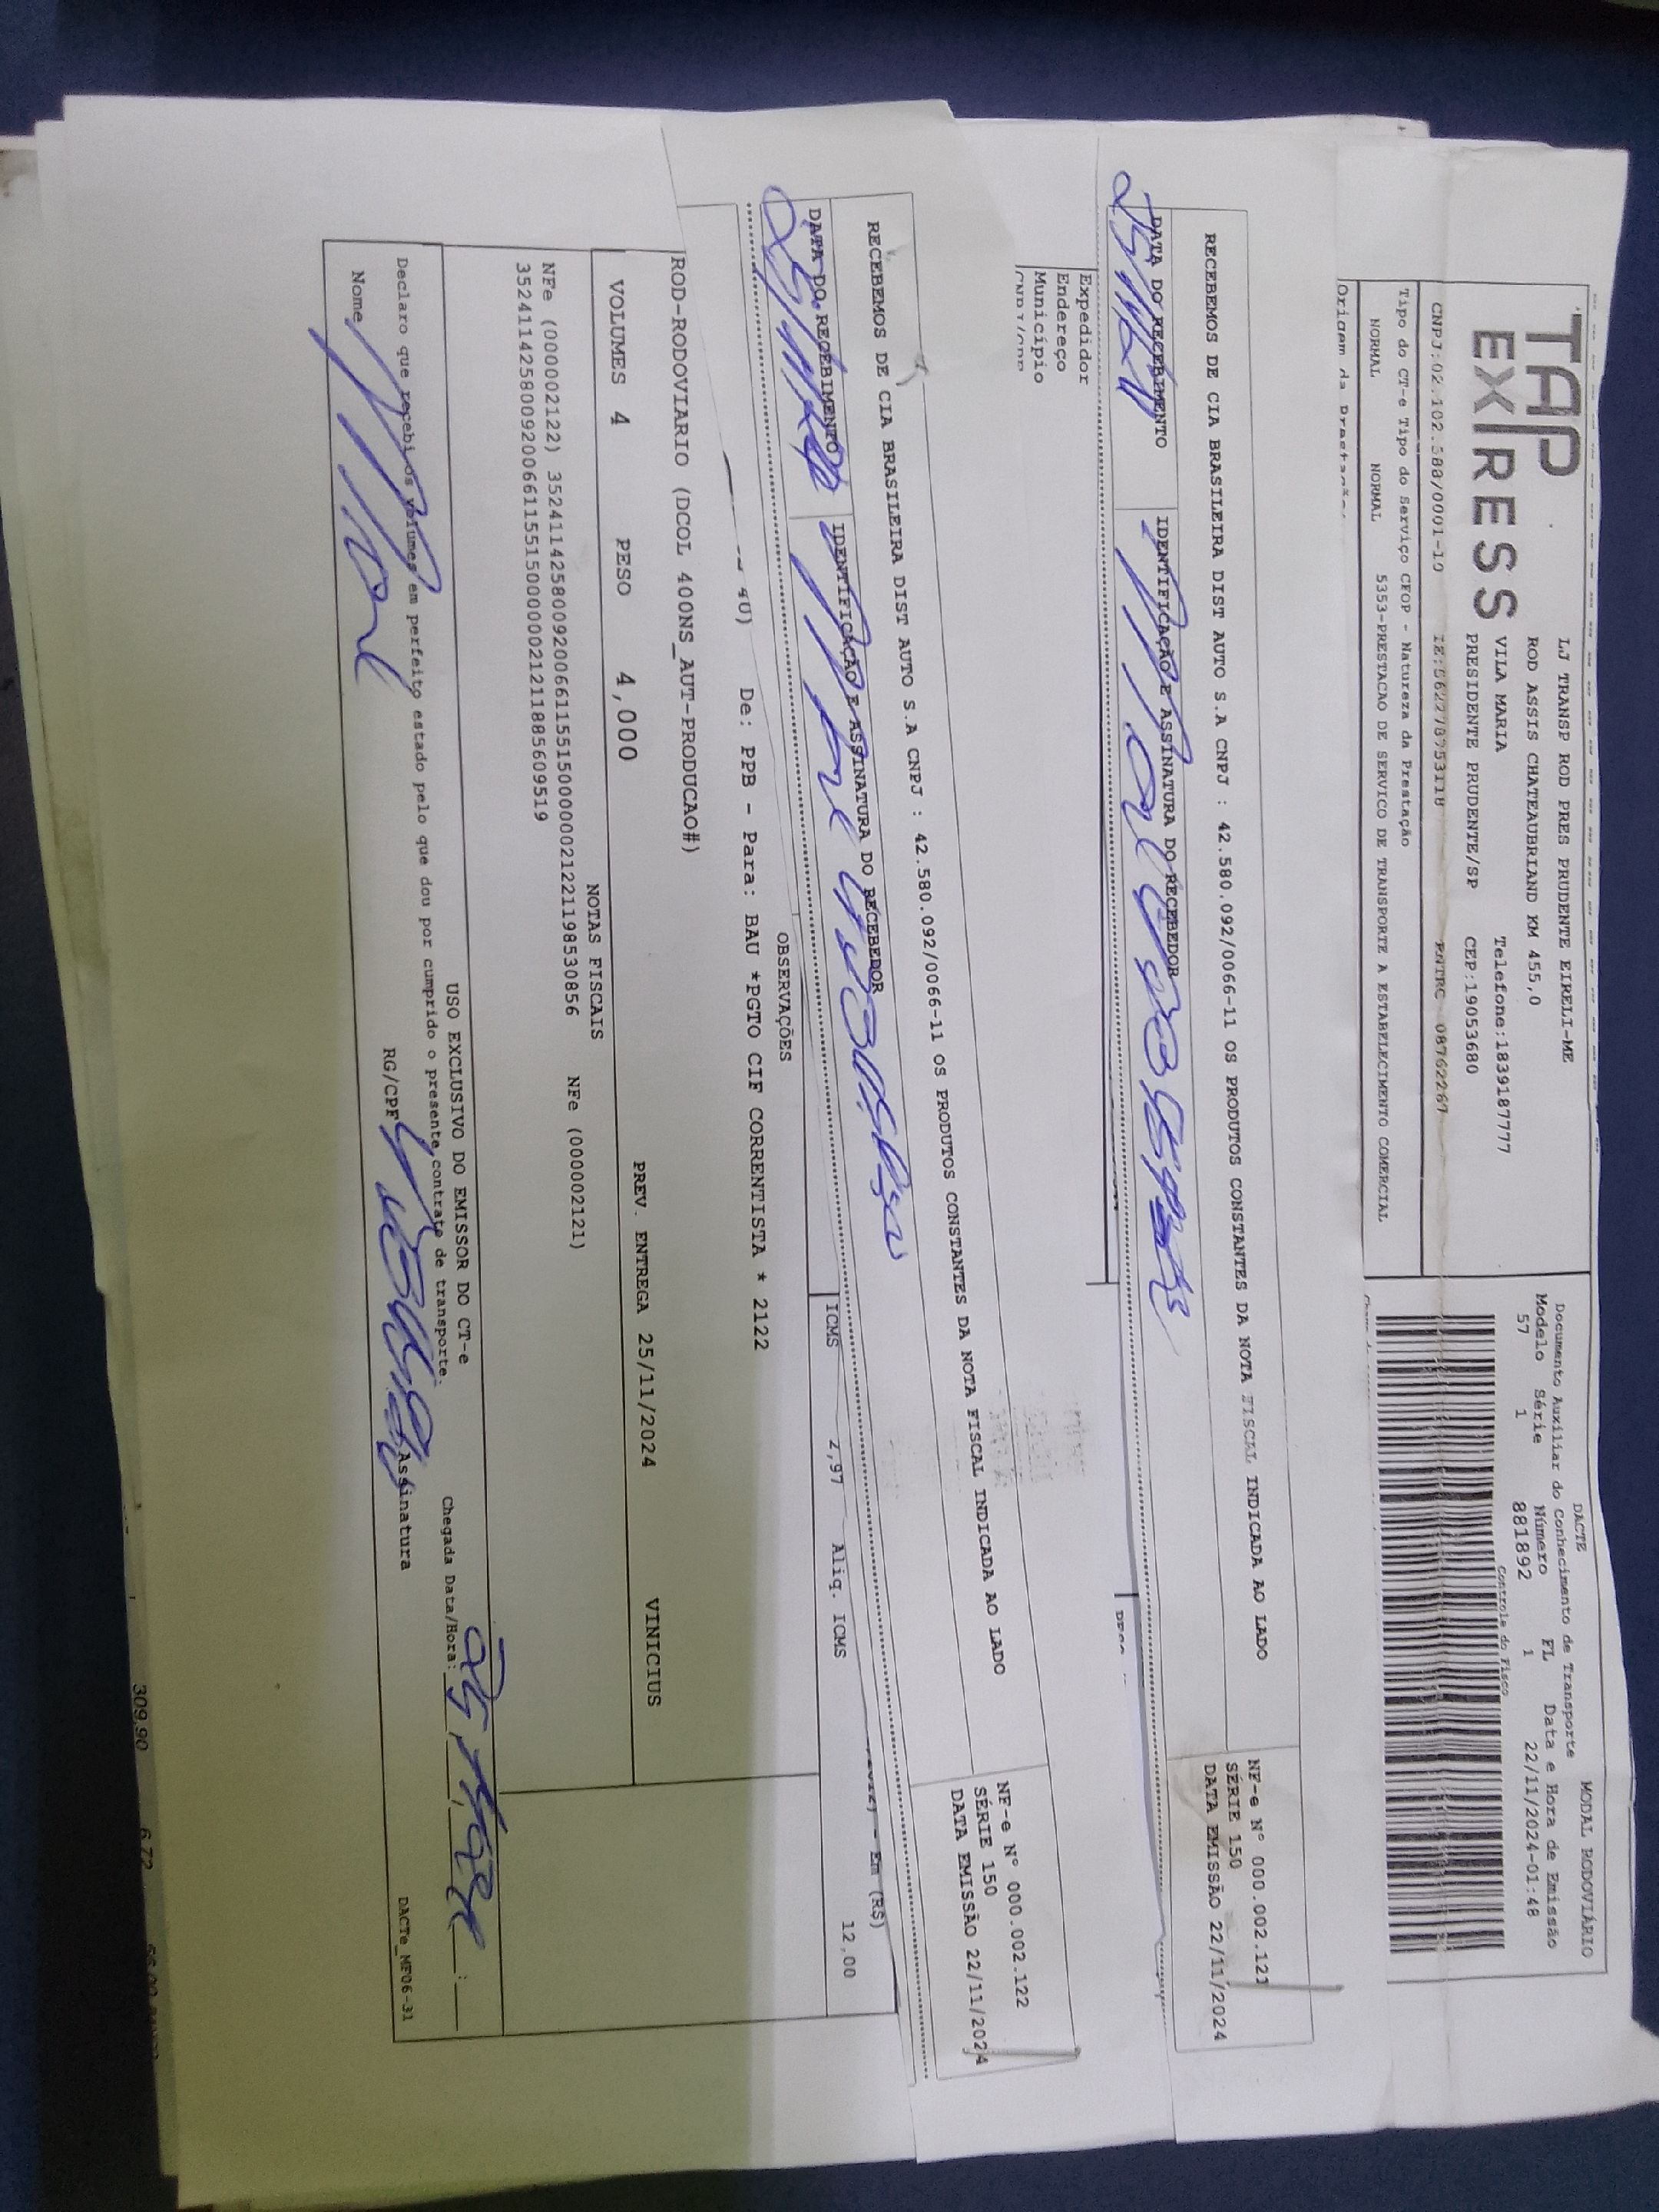 TAP
EXPRESS
LJ TRANSP ROD PRES PRUDENTE EIRELI-ME
ROD ASSIS CHATEAUBRIAND KM 455,0
VILA MARIA Telefone:1839187777
PRESIDENTE PRUDENTE/SP CEP:19053680
CNPJ:02.102.580/0001-10
Tipo do CT-e Tipo do Serviço CFOP - Natureza da Prestação
NORMAL NORMAL 5353-PRESTACAO DE SERVICO DE TRANSPORTE A ESTABELECIMENTO COMERCIAL
DACTE MODAL RODOVIÁRIO
Documento Auxiliar do Conhecimento de Transporte
Modelo Série Número FL Data e Hora de Emissão
57 1 881892 1 22/11/2024-01:48
Controle do Fisco
RECEBEMOS DE CIA BRASILEIRA DIST AUTO S.A CNPJ : 42.580.092/0066-11 OS PRODUTOS CONSTANTES DA NOTA FISCAL INDICADA AO LADO
NF-e N° 000.002.121
SÉRIE 150
DATA EMISSÃO 22/11/2024
DATA DO RECEBIMENTO IDENTIFICAÇÃO E ASSINATURA DO RECEBEDOR
Expedidor
Endereço
Município
RECEBEMOS DE CIA BRASILEIRA DIST AUTO S.A CNPJ : 42.580.092/0066-11 OS PRODUTOS CONSTANTES DA NOTA FISCAL INDICADA AO LADO
NF-e N° 000.002.122
SÉRIE 150
DATA EMISSÃO 22/11/2024
DATA DO RECEBIMENTO IDENTIFICAÇÃO E ASSINATURA DO RECEBEDOR
Em (R$)
ICMS 2,97 Aliq. ICMS 12,00
OBSERVAÇÕES
40) De: PPB - Para: BAU *PGTO CIF CORRENTISTA * 2122
ROD-RODOVIARIO (DCOL 400NS_AUT-PRODUCAO#)
VOLUMES 4 PESO 4,000 PREV. ENTREGA 25/11/2024 VINICIUS
NOTAS FISCAIS
NFe (000002122) 35241142580092006611551500000021221198530856 NFe (000002121)
35241142580092006611551500000021211885609519
USO EXCLUSIVO DO EMISSOR DO CT-e
Declaro que recebi os volumes em perfeito estado pelo que dou por cumprido o presente contrato de transporte.
Chegada Data/Hora:
Nome RG/CPF Assinatura
DACTe_MF06-31
309,90 6,72